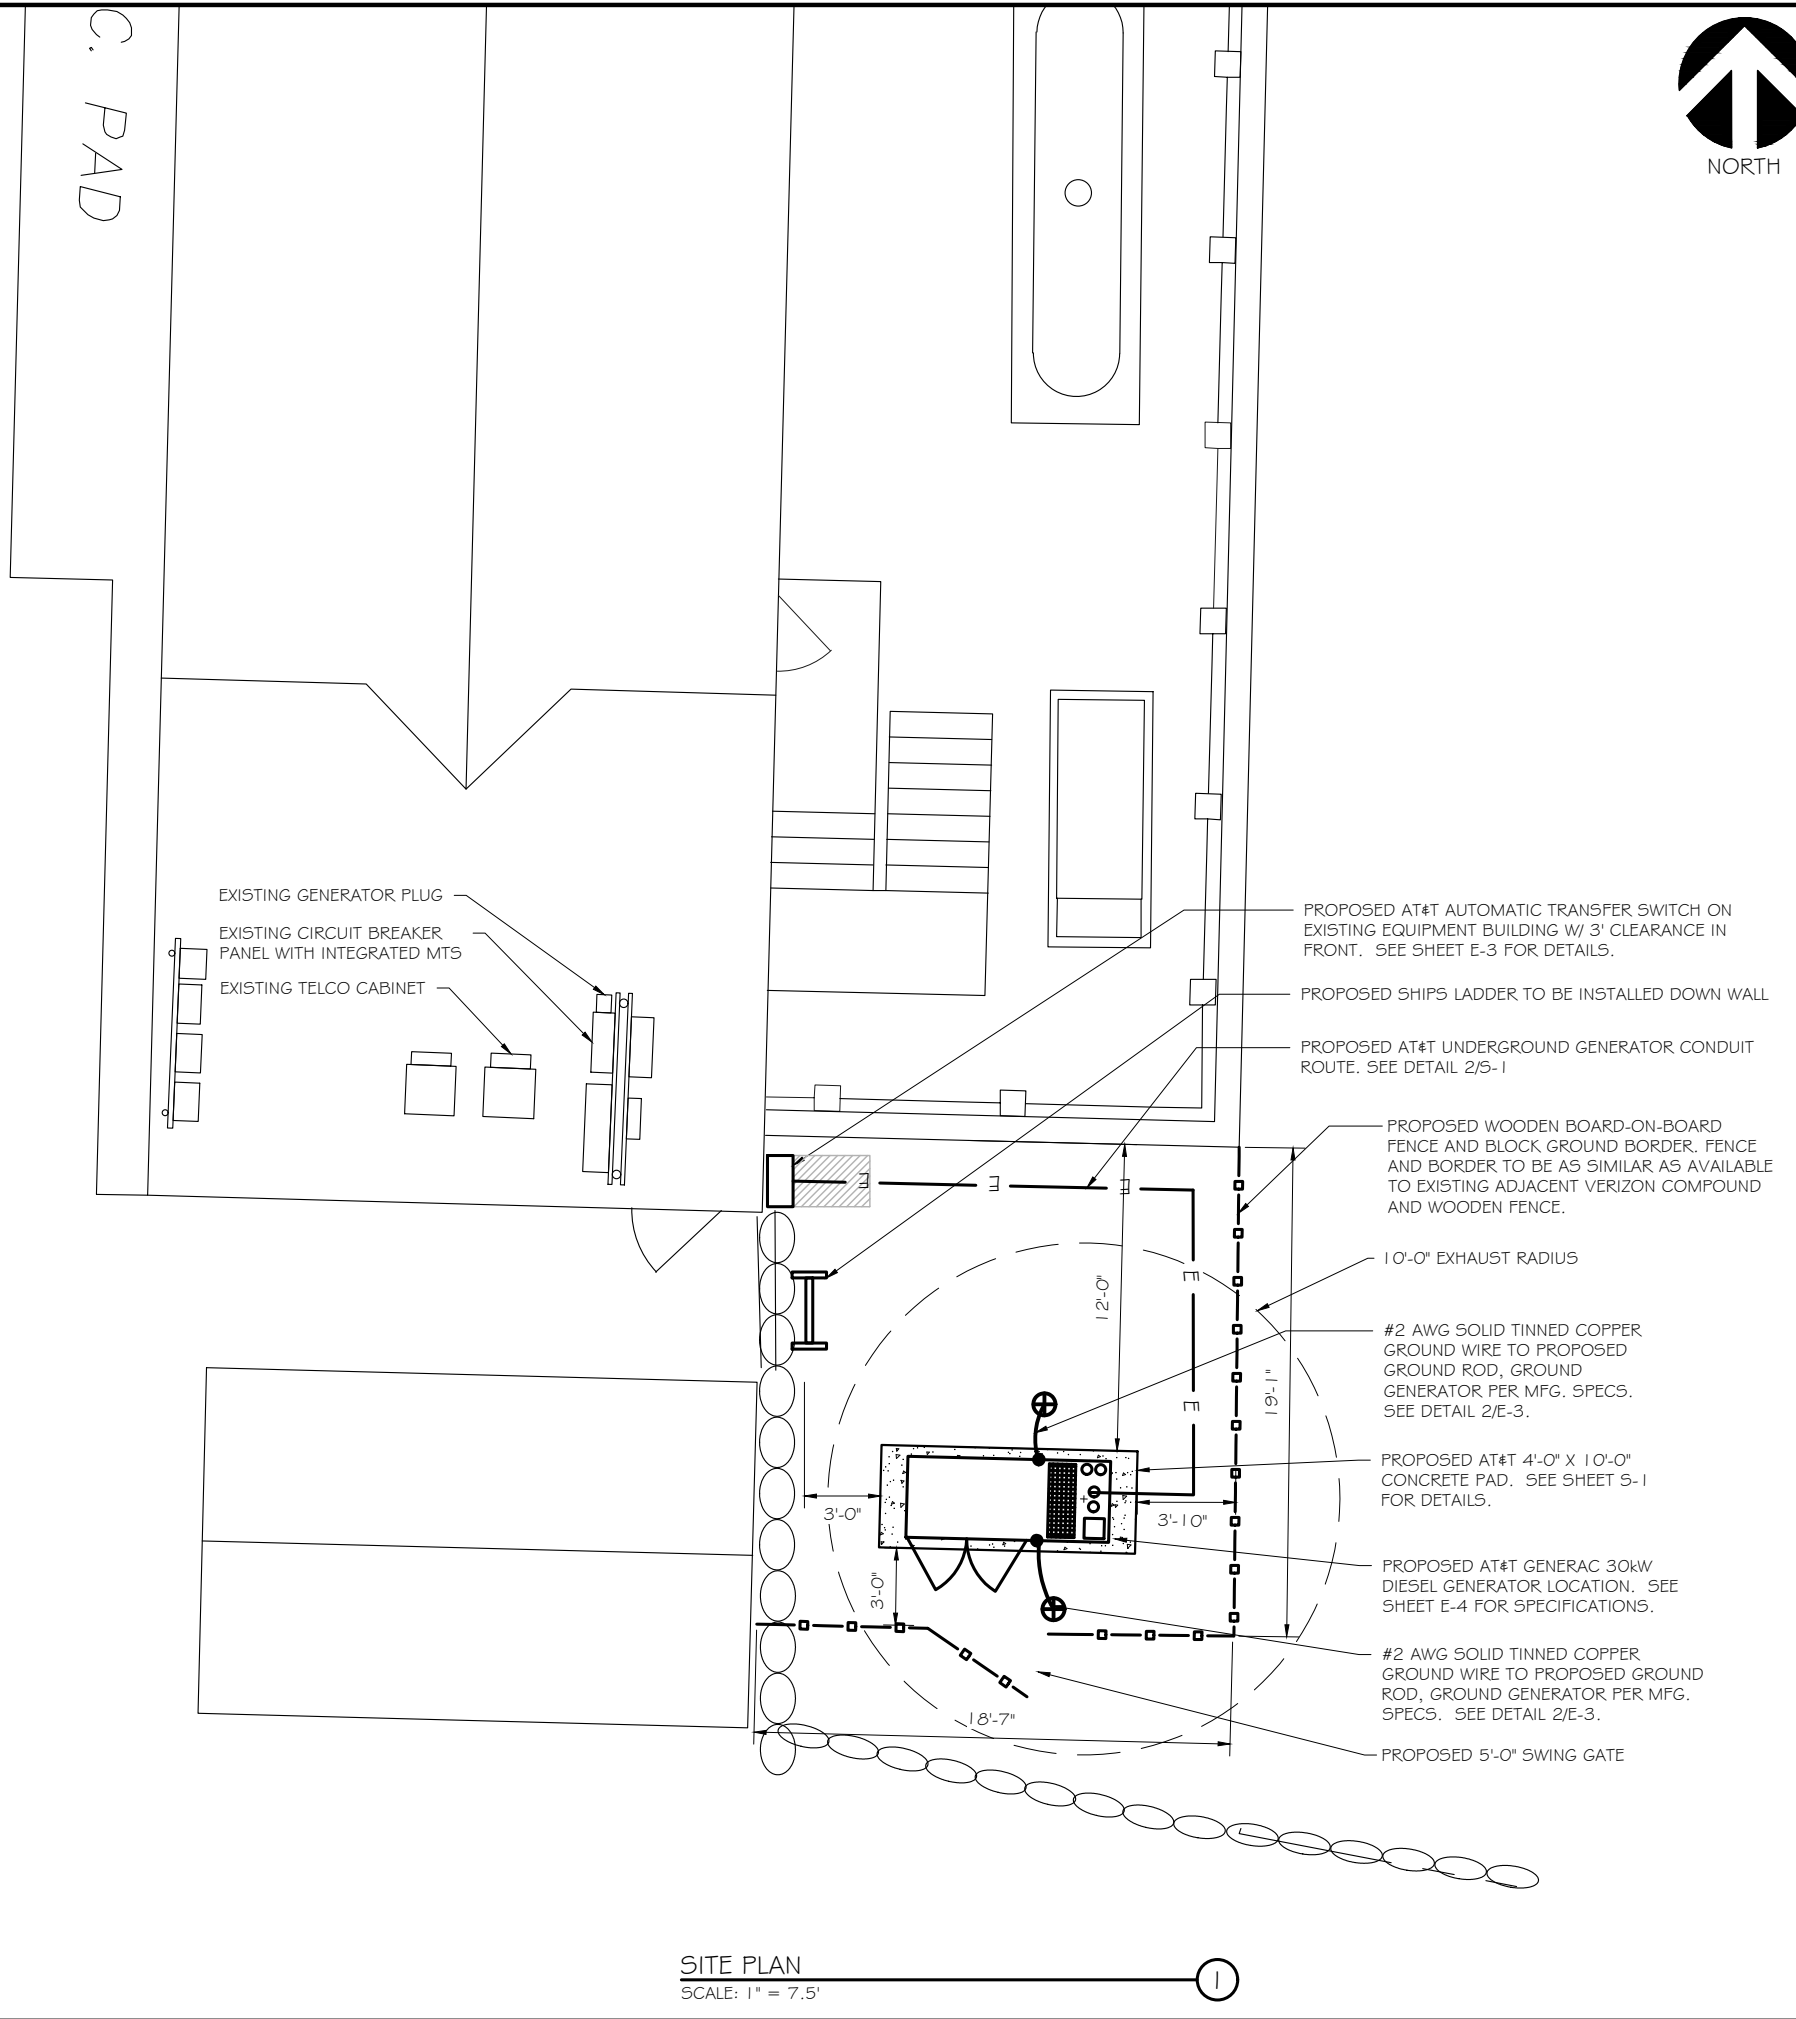 C. PAD
NORTH
EXISTING GENERATOR PLUG
EXISTING CIRCUIT BREAKER
PANEL WITH INTEGRATED MTS
EXISTING TELCO CABINET
PROPOSED AT&T AUTOMATIC TRANSFER SWITCH ON
EXISTING EQUIPMENT BUILDING W/ 3' CLEARANCE IN
FRONT. SEE SHEET E-3 FOR DETAILS.
PROPOSED SHIPS LADDER TO BE INSTALLED DOWN WALL
PROPOSED AT&T UNDERGROUND GENERATOR CONDUIT
ROUTE. SEE DETAIL 2/S-1
PROPOSED WOODEN BOARD-ON-BOARD
FENCE AND BLOCK GROUND BORDER. FENCE
AND BORDER TO BE AS SIMILAR AS AVAILABLE
TO EXISTING ADJACENT VERIZON COMPOUND
AND WOODEN FENCE.
E
E
E
E
E
10'-0" EXHAUST RADIUS
12'-0"
19'-1"
#2 AWG SOLID TINNED COPPER
GROUND WIRE TO PROPOSED
GROUND ROD, GROUND
GENERATOR PER MFG. SPECS.
SEE DETAIL 2/E-3.
PROPOSED AT&T 4'-0" X 10'-0"
CONCRETE PAD. SEE SHEET S-1
FOR DETAILS.
3'-0"
3'-10"
3'-0"
PROPOSED AT&T GENERAC 30kW
DIESEL GENERATOR LOCATION. SEE
SHEET E-4 FOR SPECIFICATIONS.
#2 AWG SOLID TINNED COPPER
GROUND WIRE TO PROPOSED GROUND
ROD, GROUND GENERATOR PER MFG.
SPECS. SEE DETAIL 2/E-3.
18'-7"
PROPOSED 5'-0" SWING GATE
SITE PLAN
SCALE: 1" = 7.5'
1